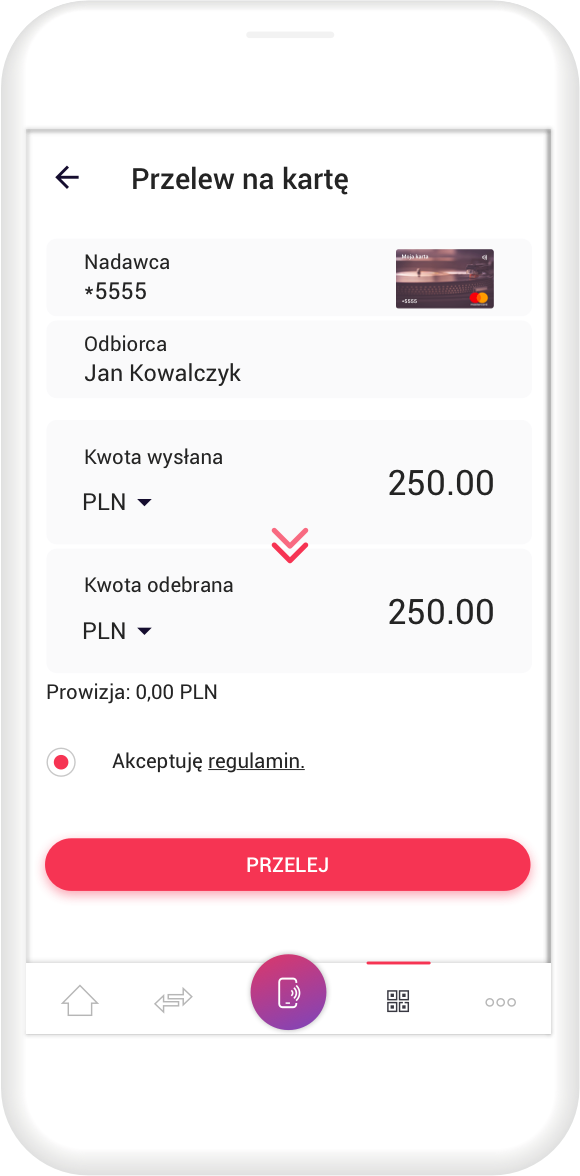 Przelew na kartę
Nadawca
*5555
Moja karta
*5555
Odbiorca
Jan Kowalczyk
Kwota wysłana
PLN
250.00
Kwota odebrana
PLN
250.00
Prowizja: 0,00 PLN
Akceptuję regulamin.
PRZELEJ